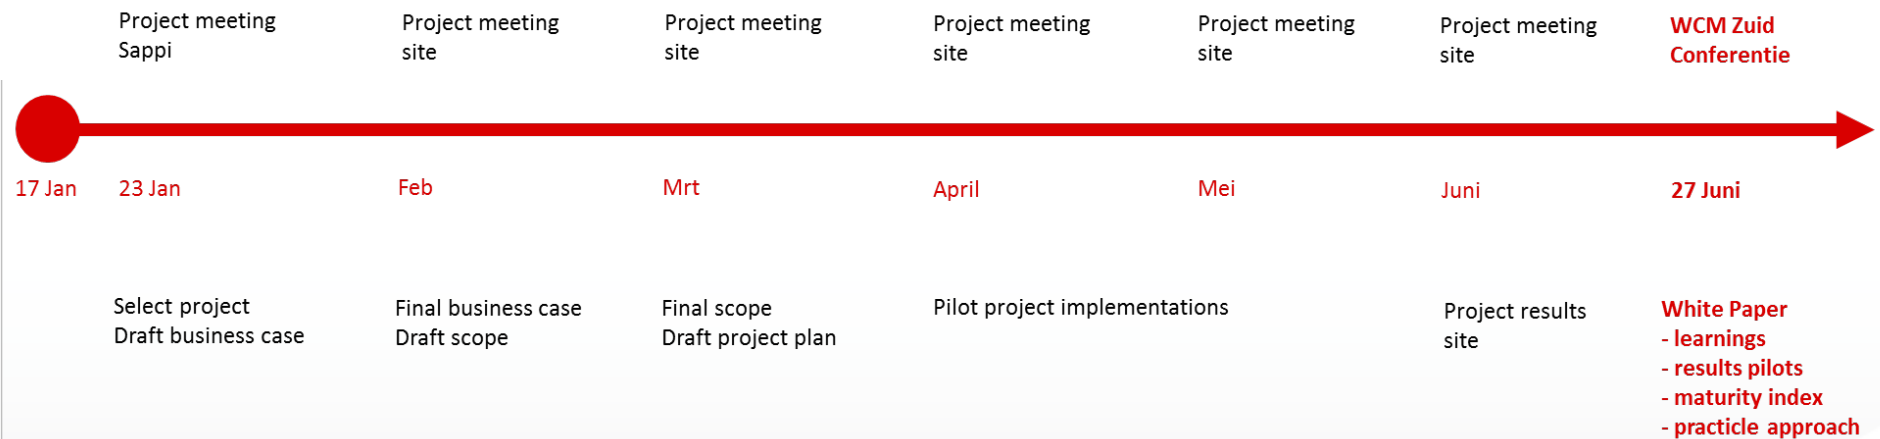 Project meeting
Sappi
Project meeting
site
Project meeting
site
Project meeting
site
Project meeting
site
Project meeting
site
WCM Zuid
Conferentie
17 Jan
23 Jan
Feb
Mrt
April
Mei
Juni
27 Juni
Select project
Draft business case
Final business case
Draft scope
Final scope
Draft project plan
Pilot project implementations
Project results
site
White Paper
- learnings
- results pilots
- maturity index
- practicle approach